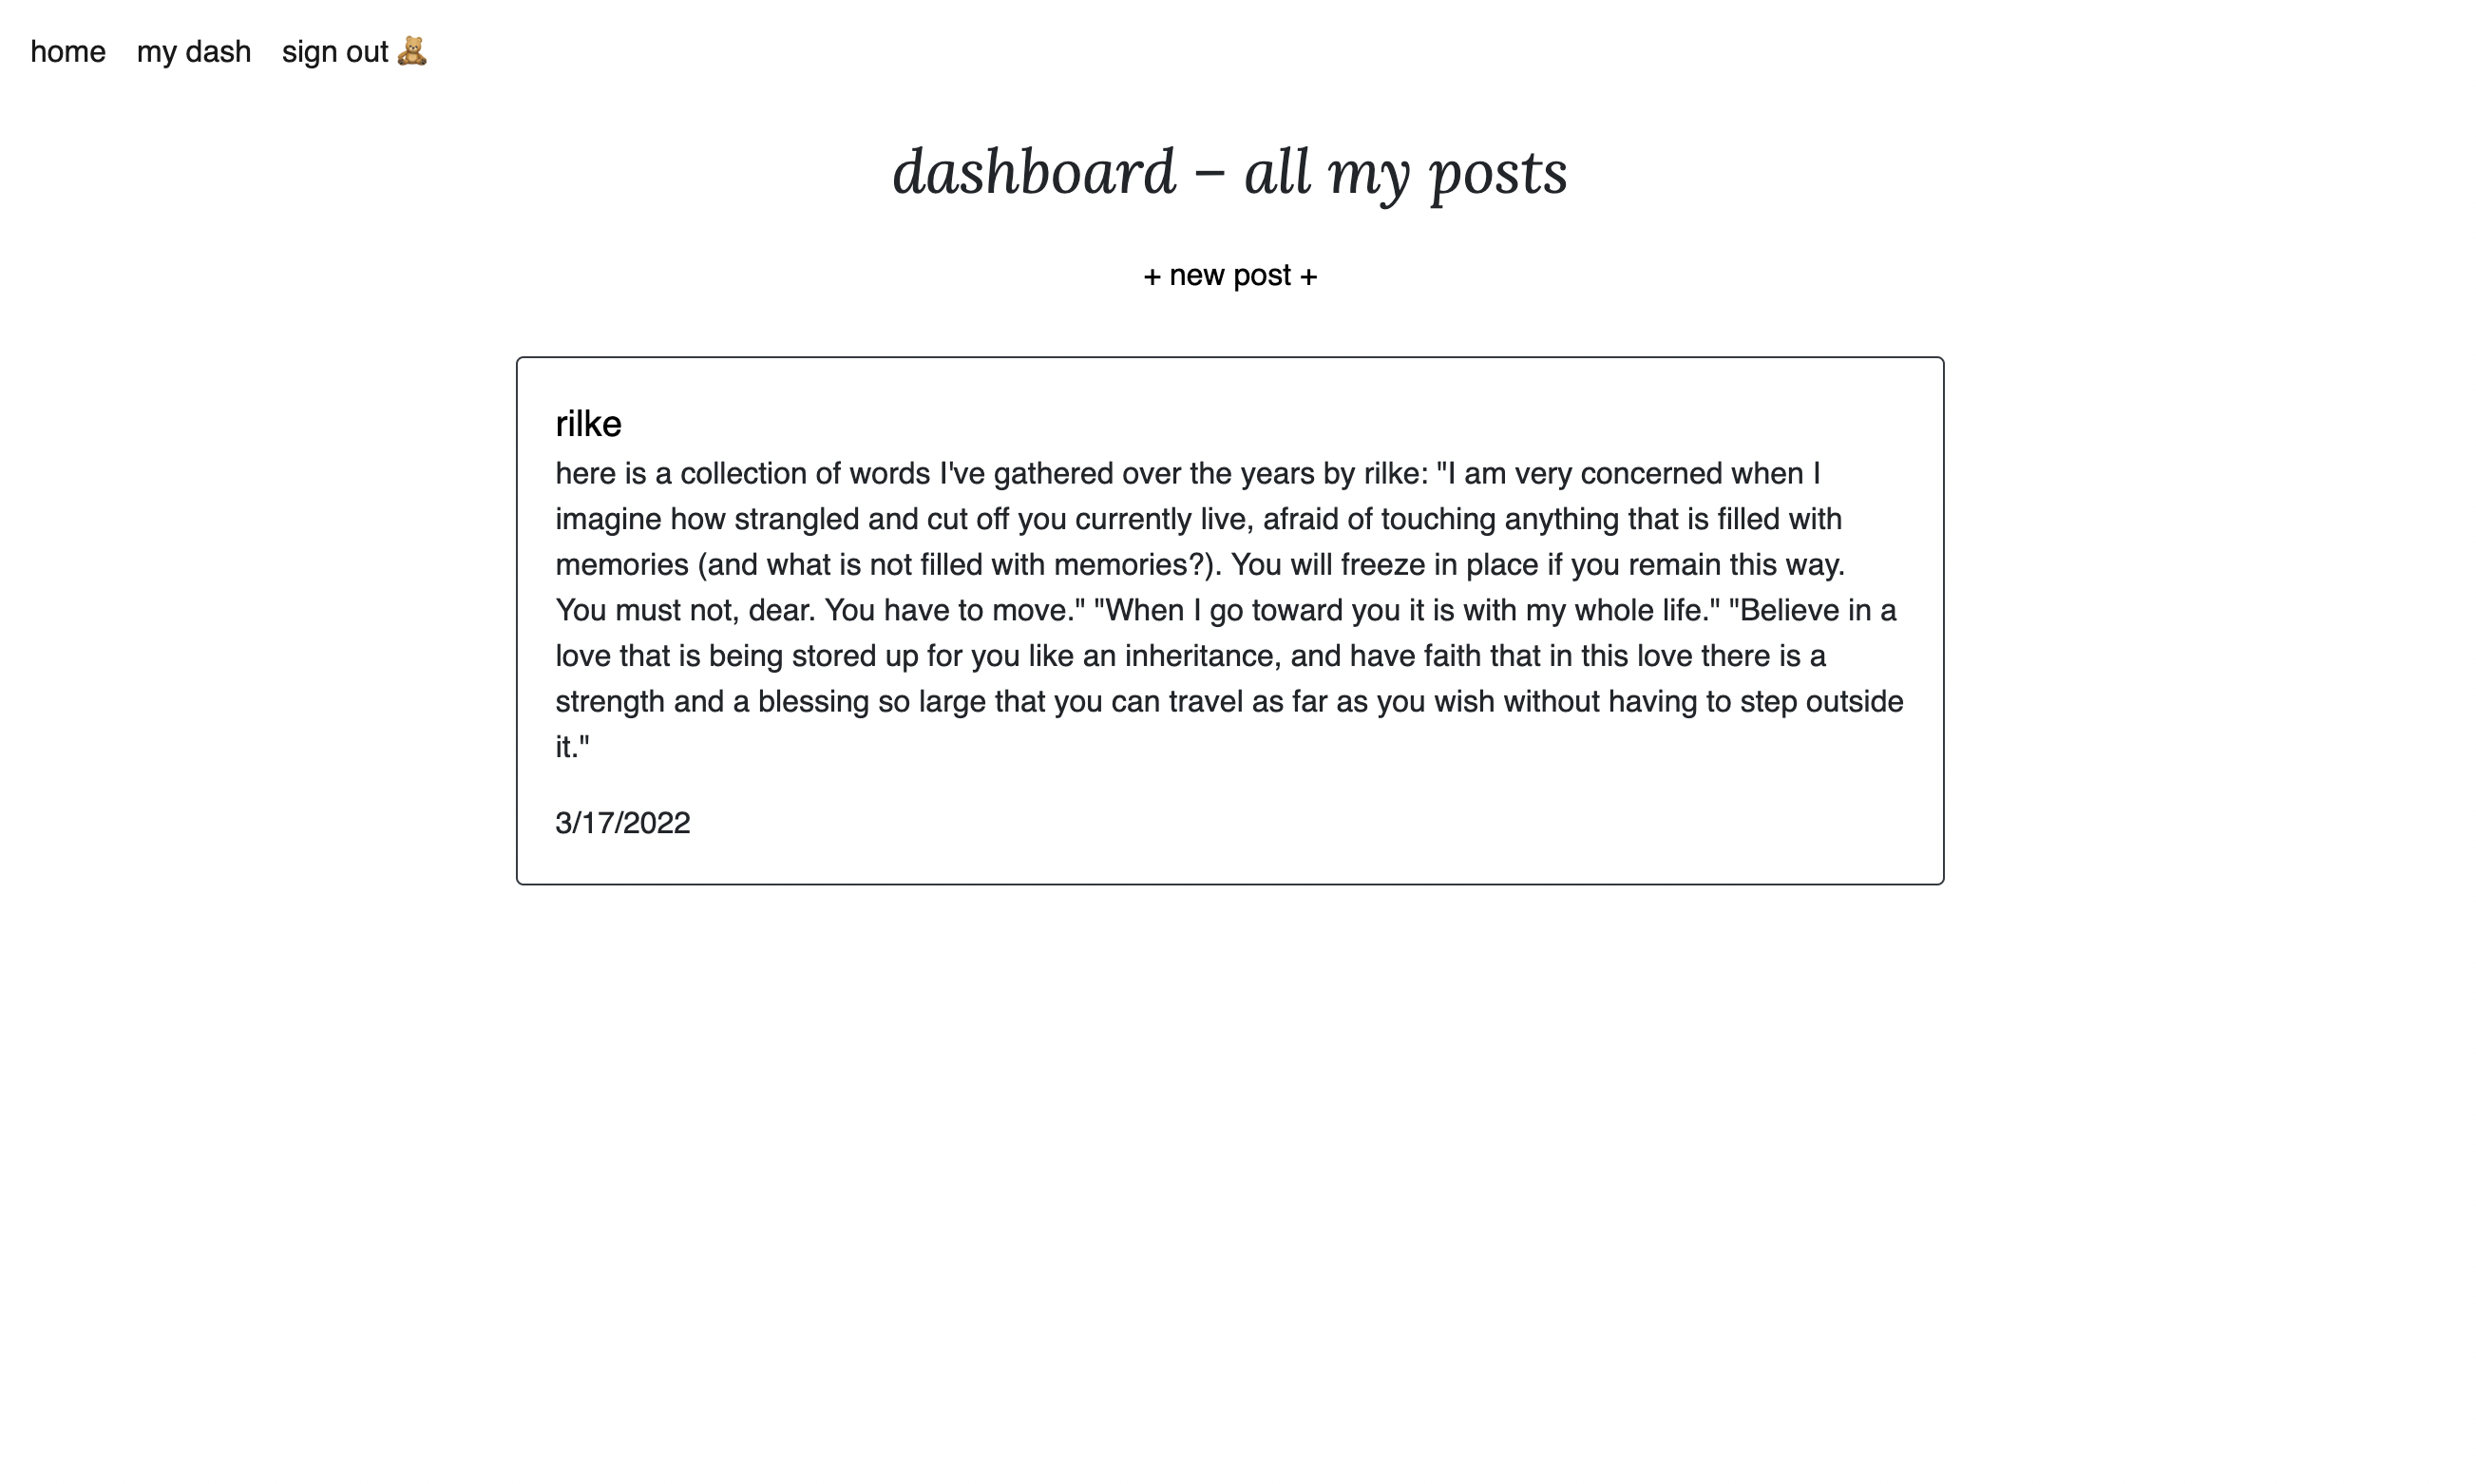 home my dash sign out 🧸
dashboard – all my posts
+ new post +
rilke
here is a collection of words I've gathered over the years by rilke: "I am very concerned when I
imagine how strangled and cut off you currently live, afraid of touching anything that is filled with
memories (and what is not filled with memories?). You will freeze in place if you remain this way.
You must not, dear. You have to move." "When I go toward you it is with my whole life." "Believe in a
love that is being stored up for you like an inheritance, and have faith that in this love there is a
strength and a blessing so large that you can travel as far as you wish without having to step outside
it."
3/17/2022